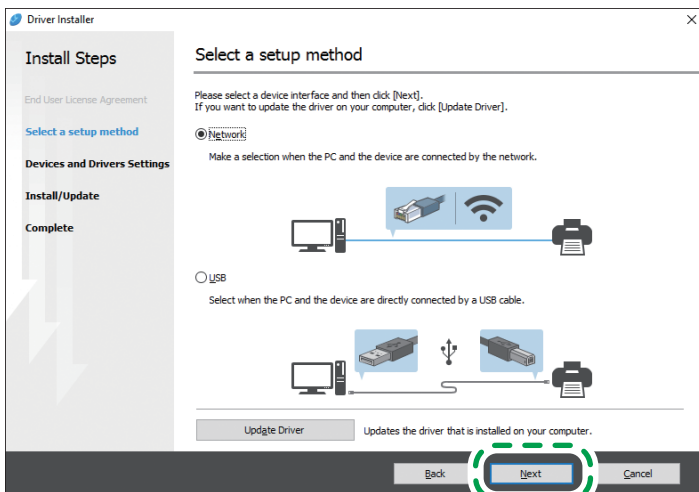 Driver Installer
Install Steps
End User License Agreement
Select a setup method
Devices and Drivers Settings
Install/Update
Complete
Select a setup method
Please select a device interface and then click [Next].
If you want to update the driver on your computer, click [Update Driver].
Network
Make a selection when the PC and the device are connected by the network.
USB
Select when the PC and the device are directly connected by a USB cable.
Update Driver
Updates the driver that is installed on your computer.
Back
Next
Cancel